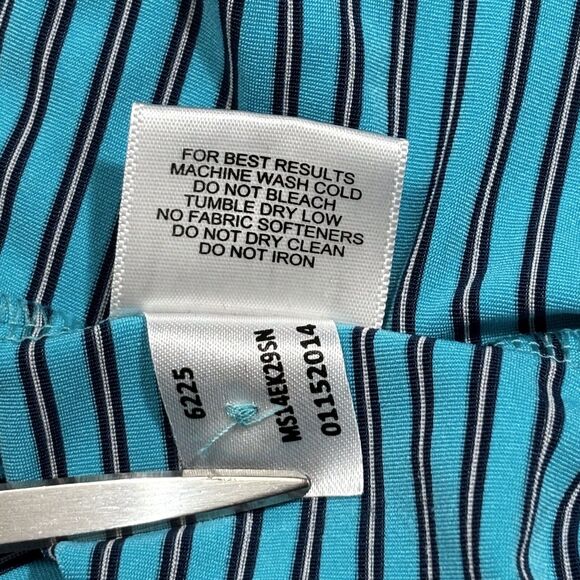 FOR BEST RESULTS
MACHINE WASH COLD
DO NOT BLEACH
TUMBLE DRY LOW
NO FABRIC SOFTENERS
DO NOT DRY CLEAN
DO NOT IRON
6225
MS14EK29SN
01152014